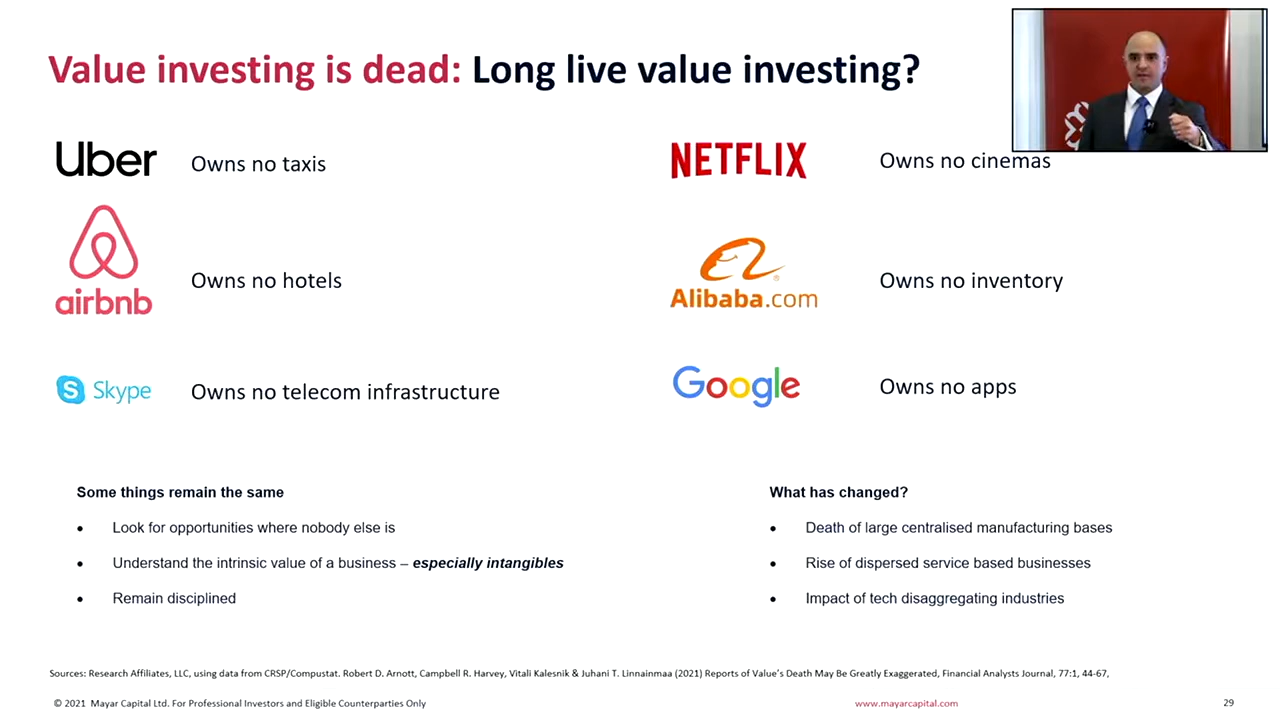 Value investing is dead: Long live value investing?
Uber
Owns no taxis
NETFLIX
Owns no cinemas
airbnb
Owns no hotels
Alibaba.com
Owns no inventory
S Skype
Owns no telecom infrastructure
Google
Owns no apps
Some things remain the same
• Look for opportunities where nobody else is
• Understand the intrinsic value of a business – especially intangibles
• Remain disciplined
What has changed?
• Death of large centralised manufacturing bases
• Rise of dispersed service based businesses
• Impact of tech disaggregating industries
Sources: Research Affiliates, LLC, using data from CRSP/Compustat. Robert D. Arnott, Campbell R. Harvey, Vitali Kalesnik & Juhani T. Linnainmaa (2021) Reports of Value's Death May Be Greatly Exaggerated, Financial Analysts Journal, 77:1, 44-67,
© 2021 Mayar Capital Ltd. For Professional Investors and Eligible Counterparties Only
www.mayarcapital.com
29